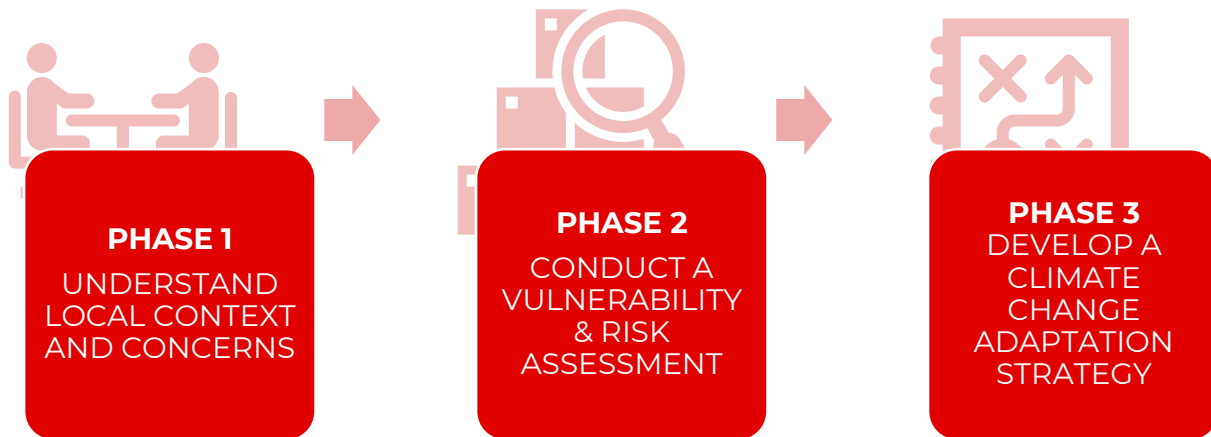 PHASE 1
UNDERSTAND
LOCAL CONTEXT
AND CONCERNS
PHASE 2
CONDUCT A
VULNERABILITY
& RISK
ASSESSMENT
PHASE 3
DEVELOP A
CLIMATE
CHANGE
ADAPTATION
STRATEGY